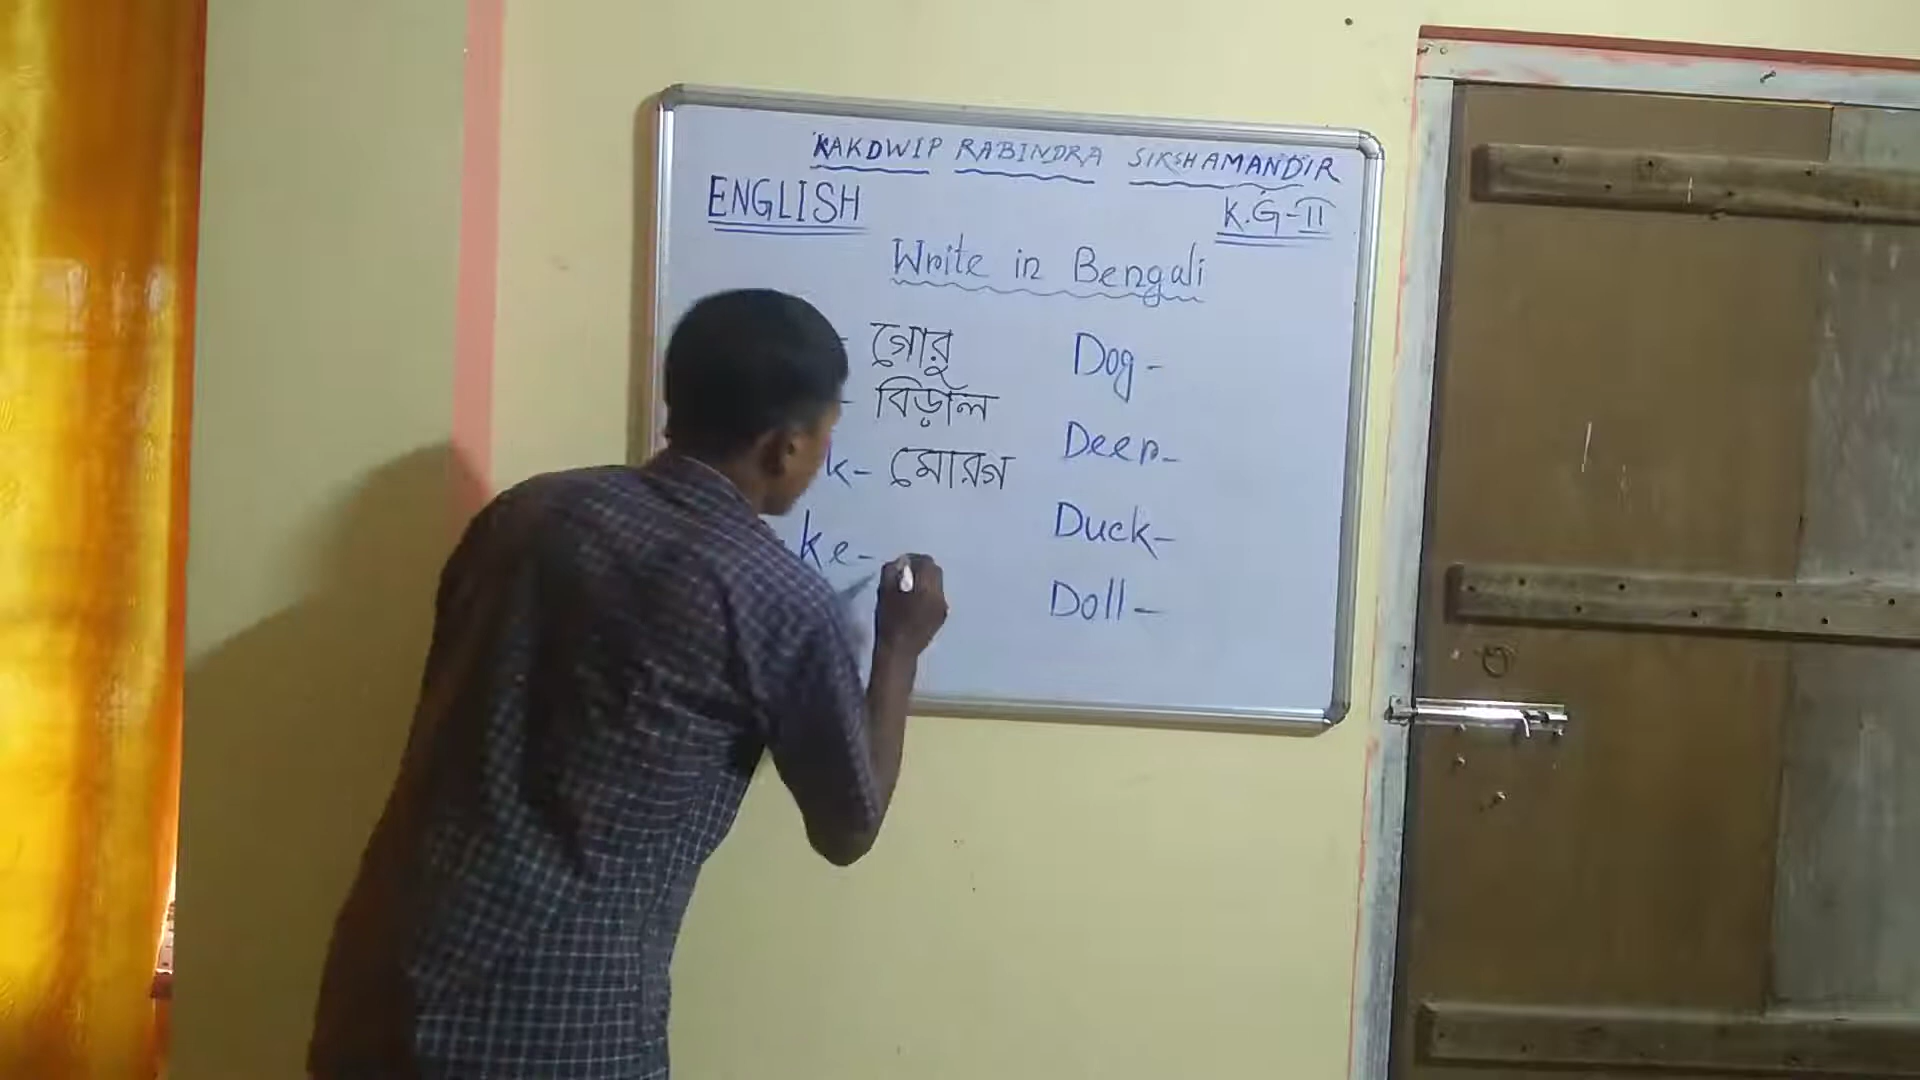 KAKDWIP RABINDRA SIKSHAMANDIR
ENGLISH
K.G-II
Write in Bengali
- গোরু
- বিড়াল
k- মোরগ
ke-
Dog-
Deer-
Duck-
Doll-